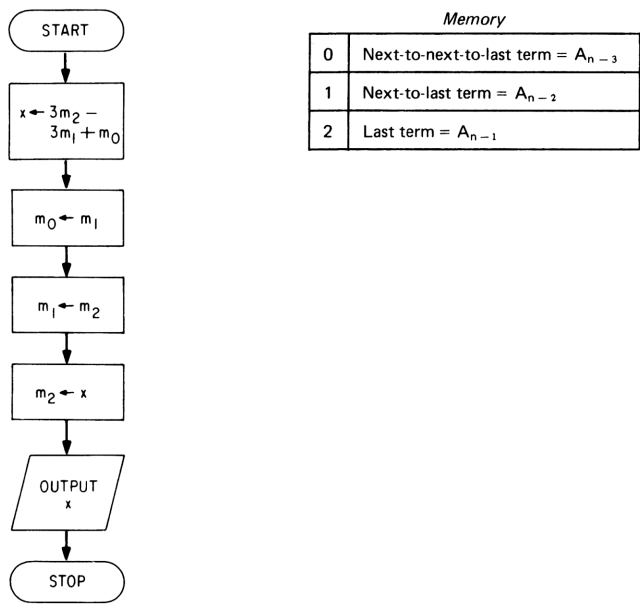 START
x ← 3m₂ −
3m₁ + m₀
m₀ ← m₁
m₁ ← m₂
m₂ ← x
OUTPUT
x
STOP
Memory
0 Next-to-next-to-last term = Aₙ ₋ ₃
1 Next-to-last term = Aₙ ₋ ₂
2 Last term = Aₙ ₋ ₁